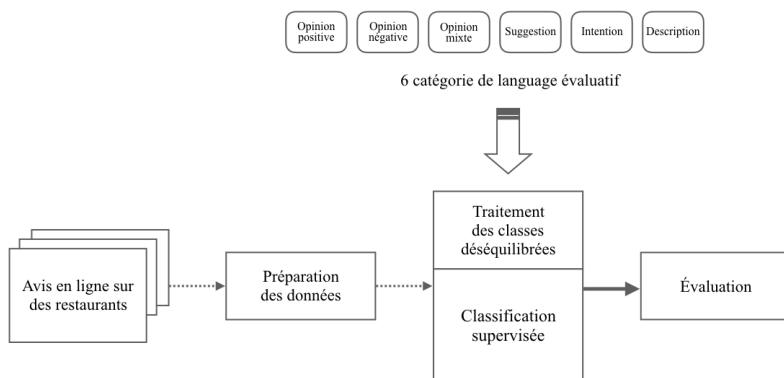 Opinion
positive
Opinion
négative
Opinion
mixte
Suggestion
Intention
Description
6 catégorie de language évaluatif
Traitement
des classes
déséquilibrées
Avis en ligne sur
des restaurants
Préparation
des données
Classification
supervisée
Évaluation